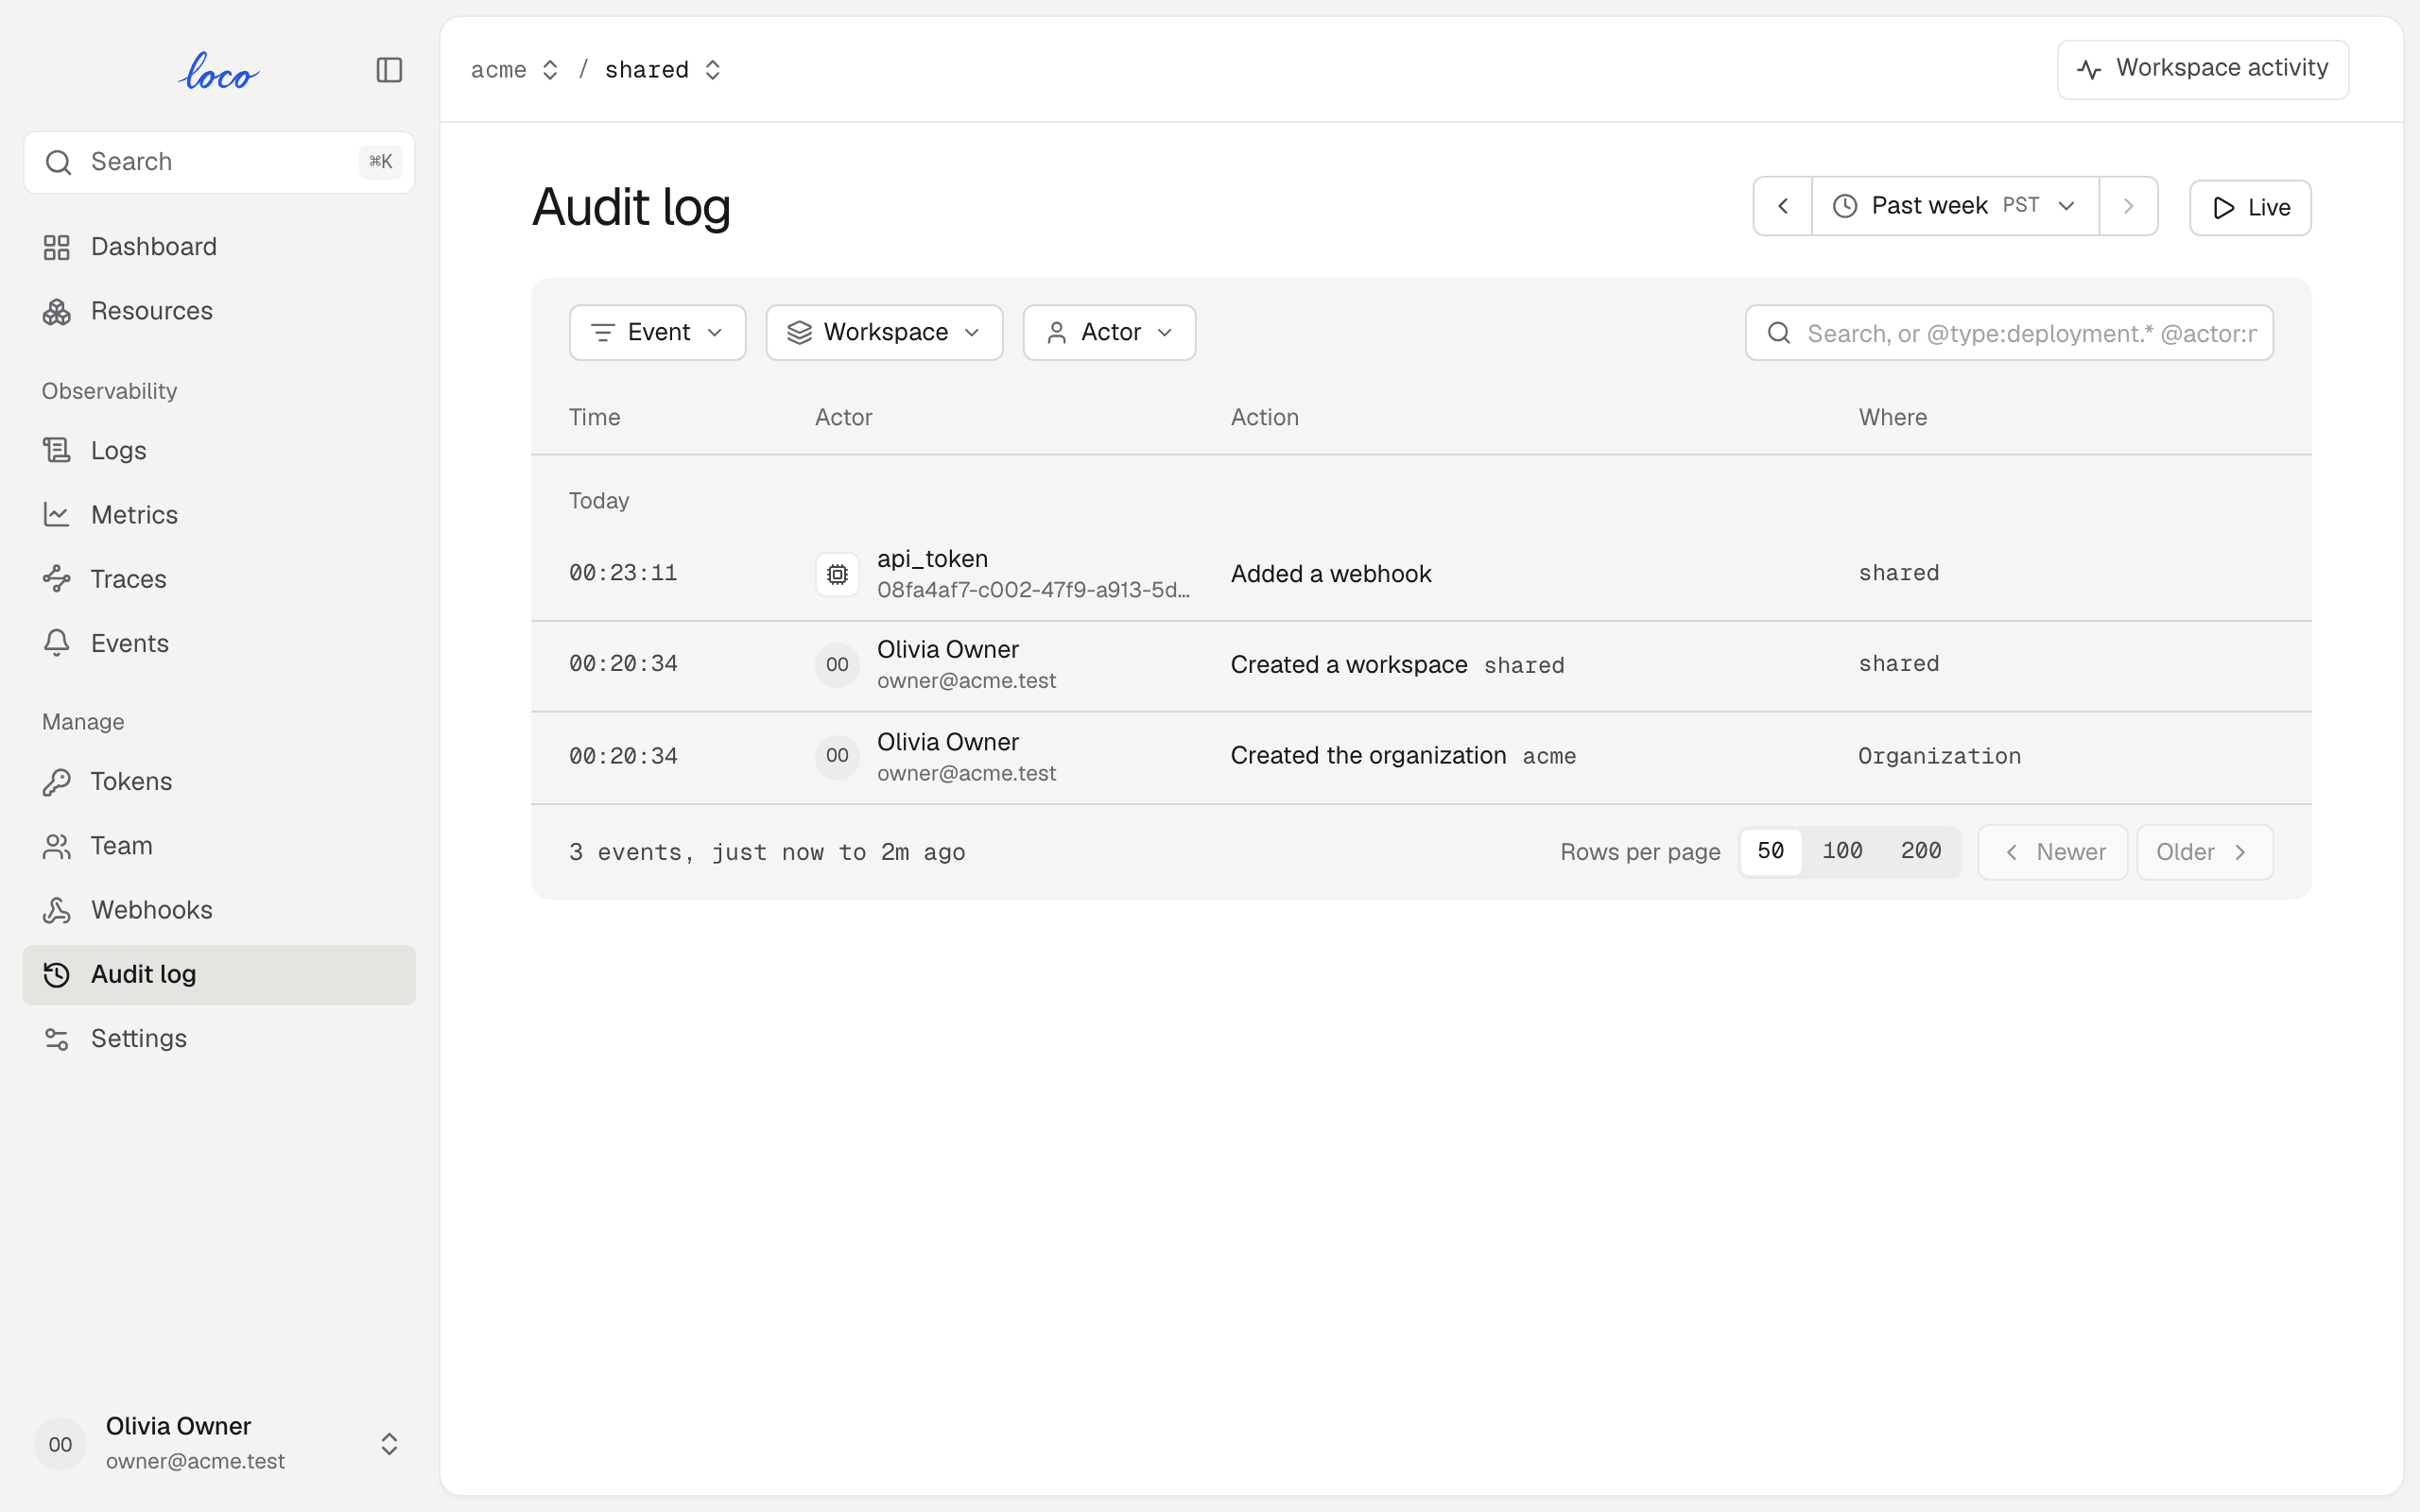 loco
acme / shared
Workspace activity
Search ⌘K
Dashboard
Resources
Observability
Logs
Metrics
Traces
Events
Manage
Tokens
Team
Webhooks
Audit log
Settings
OO Olivia Owner
owner@acme.test
Audit log
Past week PST
Live
Event
Workspace
Actor
Search, or @type:deployment.* @actor:r
Time Actor Action Where
Today
00:23:11 api_token Added a webhook shared
08fa4af7-c002-47f9-a913-5d...
00:20:34 OO Olivia Owner Created a workspace shared shared
owner@acme.test
00:20:34 OO Olivia Owner Created the organization acme Organization
owner@acme.test
3 events, just now to 2m ago
Rows per page 50 100 200 Newer Older